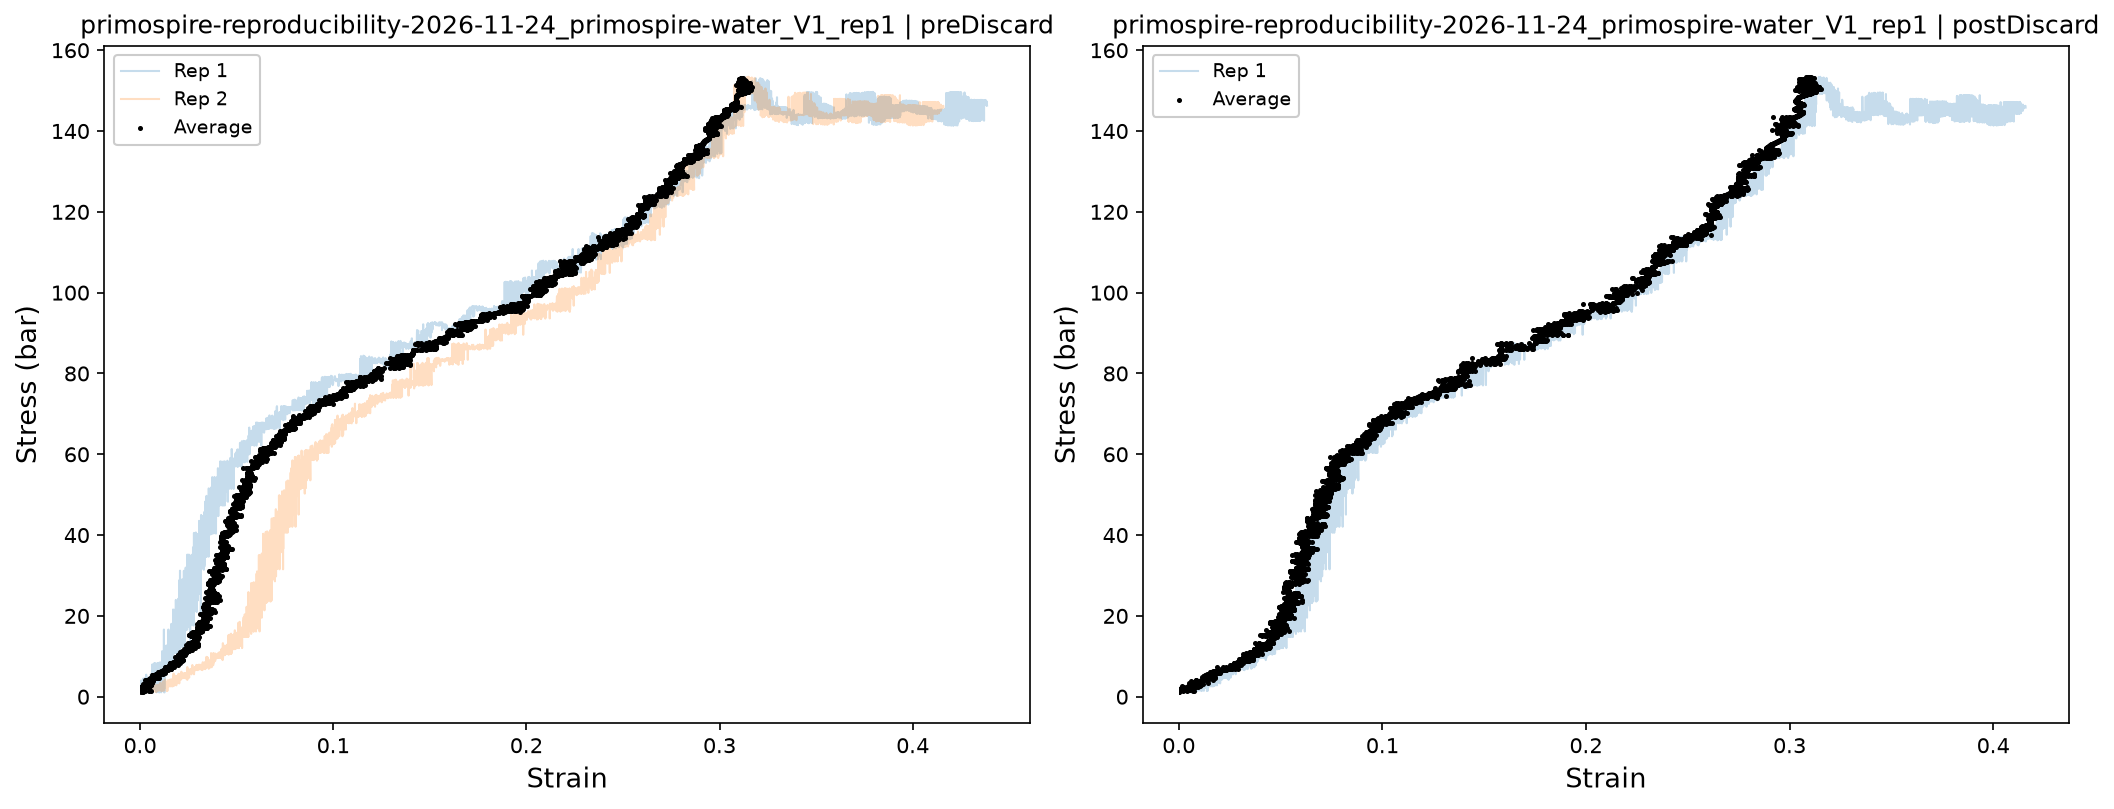 primospire-reproducibility-2026-11-24_primospire-water_V1_rep1 | preDiscard
Rep 1
Rep 2
Average
Stress (bar)
160
140
120
100
80
60
40
20
0
0.0 0.1 0.2 0.3 0.4
Strain
primospire-reproducibility-2026-11-24_primospire-water_V1_rep1 | postDiscard
Rep 1
Average
Stress (bar)
160
140
120
100
80
60
40
20
0
0.0 0.1 0.2 0.3 0.4
Strain